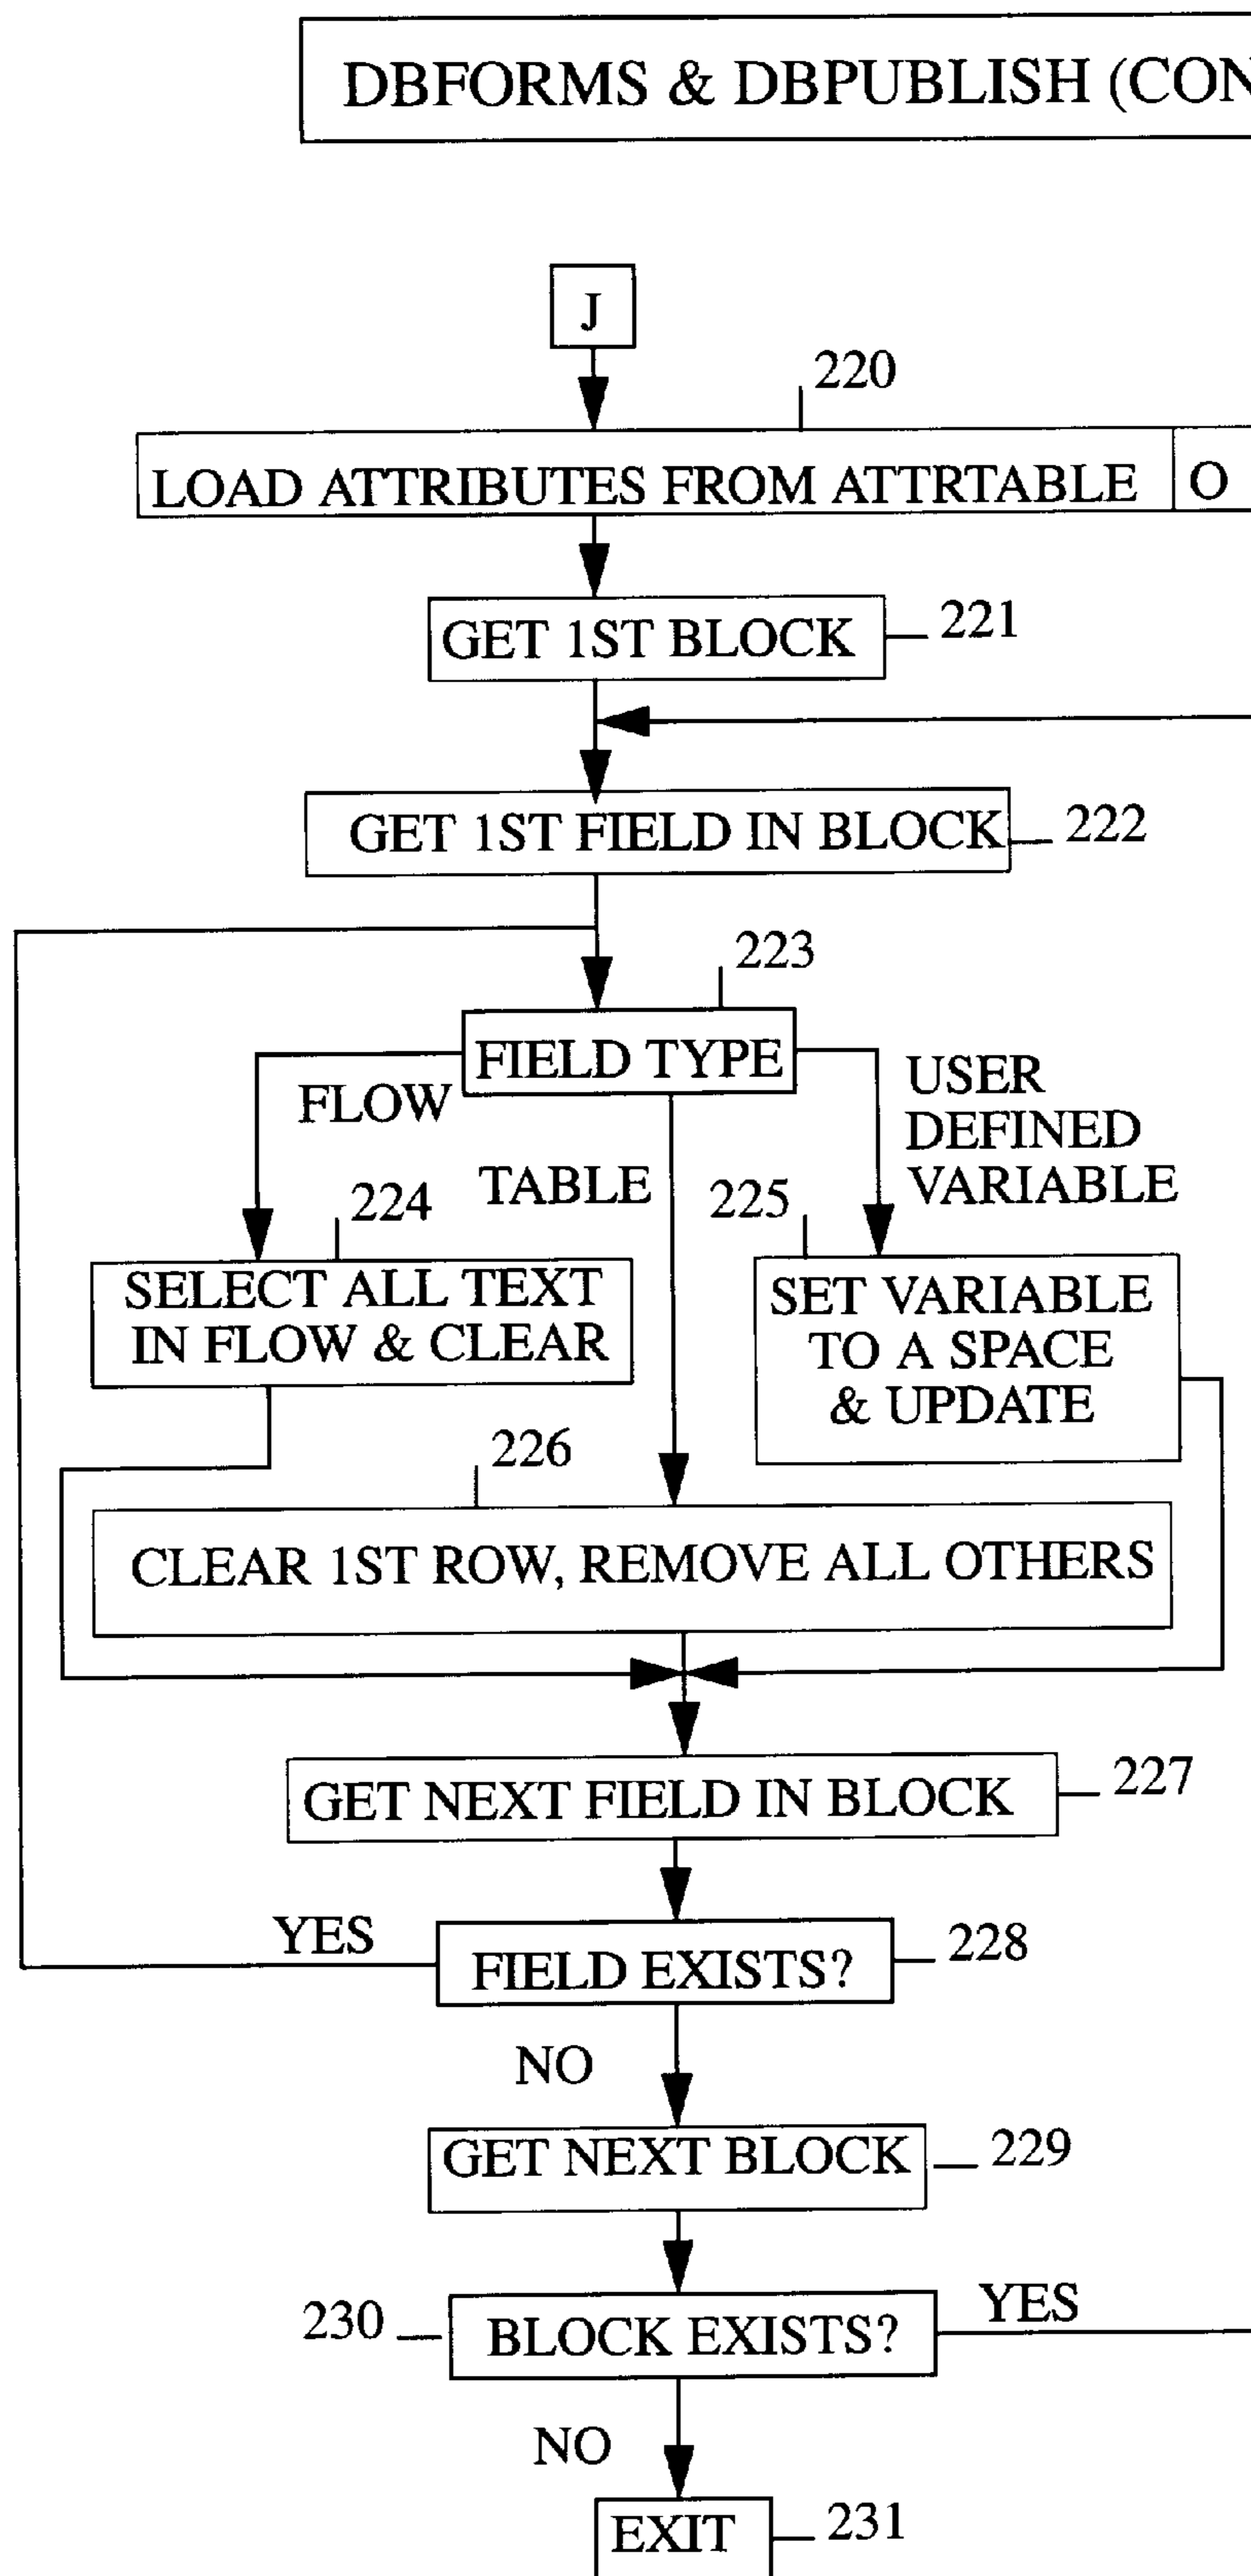 DBFORMS & DBPUBLISH (CON
J
220
LOAD ATTRIBUTES FROM ATTRTABLE O
GET 1ST BLOCK 221
GET 1ST FIELD IN BLOCK 222
223
FIELD TYPE
FLOW
USER
DEFINED
VARIABLE
TABLE
224
225
SELECT ALL TEXT
IN FLOW & CLEAR
SET VARIABLE
TO A SPACE
& UPDATE
226
CLEAR 1ST ROW, REMOVE ALL OTHERS
GET NEXT FIELD IN BLOCK 227
YES
FIELD EXISTS? 228
NO
GET NEXT BLOCK 229
230 BLOCK EXISTS? YES
NO
EXIT 231